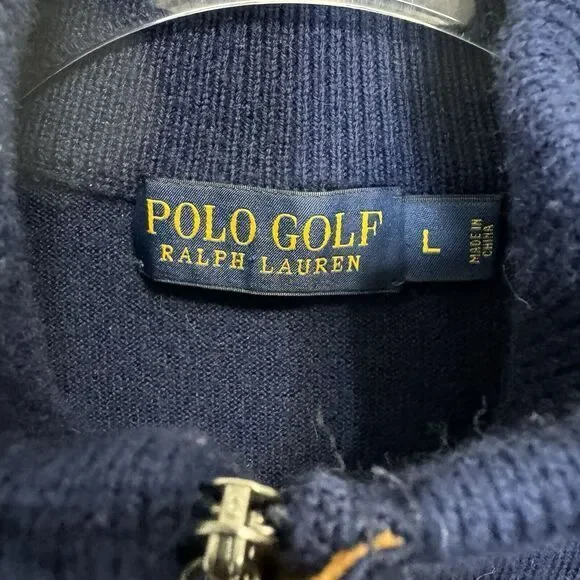 POLO GOLF
RALPH LAUREN
L
MADE IN
CHINA